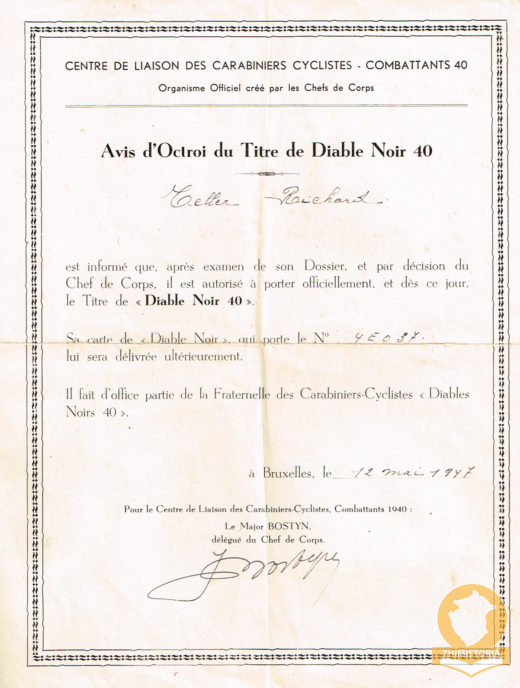 CENTRE DE LIAISON DES CARABINIERS CYCLISTES - COMBATTANTS 40
Organisme Officiel créé par les Chefs de Corps
Avis d'Octroi du Titre de Diable Noir 40
Teller Richard.
est informé que, après examen de son Dossier, et par décision du
Chef de Corps, il est autorisé à porter officiellement, et dès ce jour,
le Titre de « Diable Noir 40 ».
Sa carte de « Diable Noir », qui porte le N° 4E037.
lui sera délivrée ultérieurement.
Il fait d'office partie de la Fraternelle des Carabiniers-Cyclistes « Diables
Noirs 40 ».
à Bruxelles, le 12 mai 1947
Pour le Centre de Liaison des Carabiniers-Cyclistes, Combattants 1940 :
Le Major BOSTYN,
délégué du Chef de Corps.